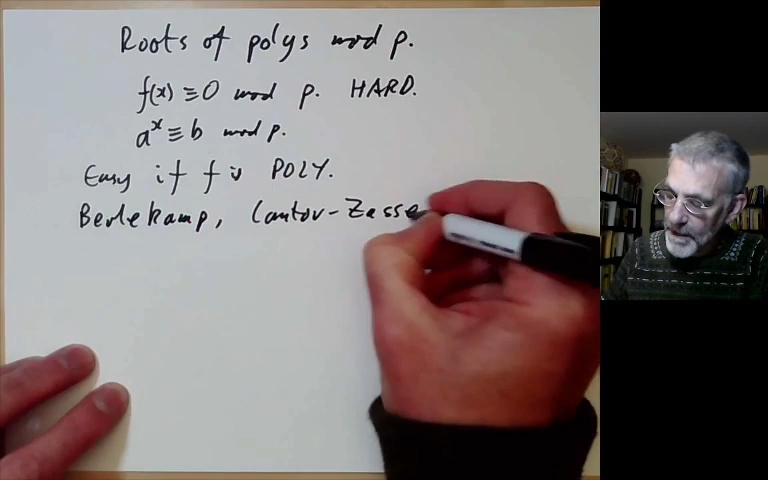 Roots of polys mod p.
f(x) ≡ 0 mod p. HARD.
a^x ≡ b mod p.
Easy if f is POLY.
Berlekamp, Cantor-Zasse